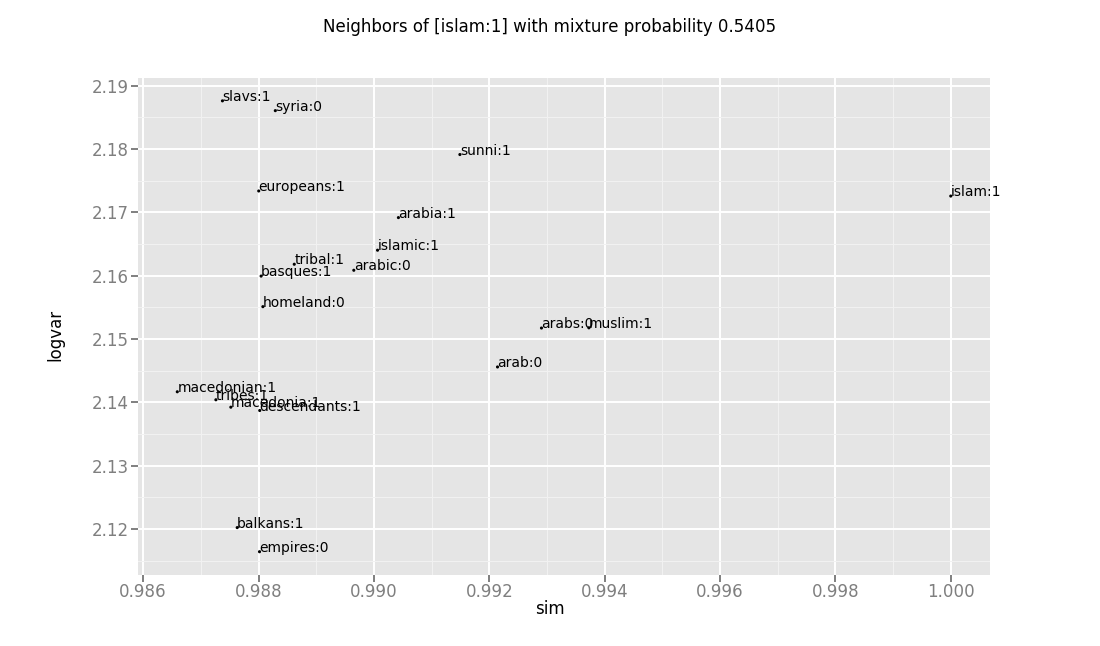 Neighbors of [islam:1] with mixture probability 0.5405
2.19
slavs:1
syria:0
2.18
sunni:1
europeans:1
islam:1
2.17
arabia:1
islamic:1
tribal:1
arabic:0
basques:1
2.16
homeland:0
arabs:0
muslim:1
2.15
arab:0
macedonian:1
tribes:1
macedonia:1
descendants:1
2.14
2.13
balkans:1
2.12
empires:0
logvar
0.986 0.988 0.990 0.992 0.994 0.996 0.998 1.000
sim